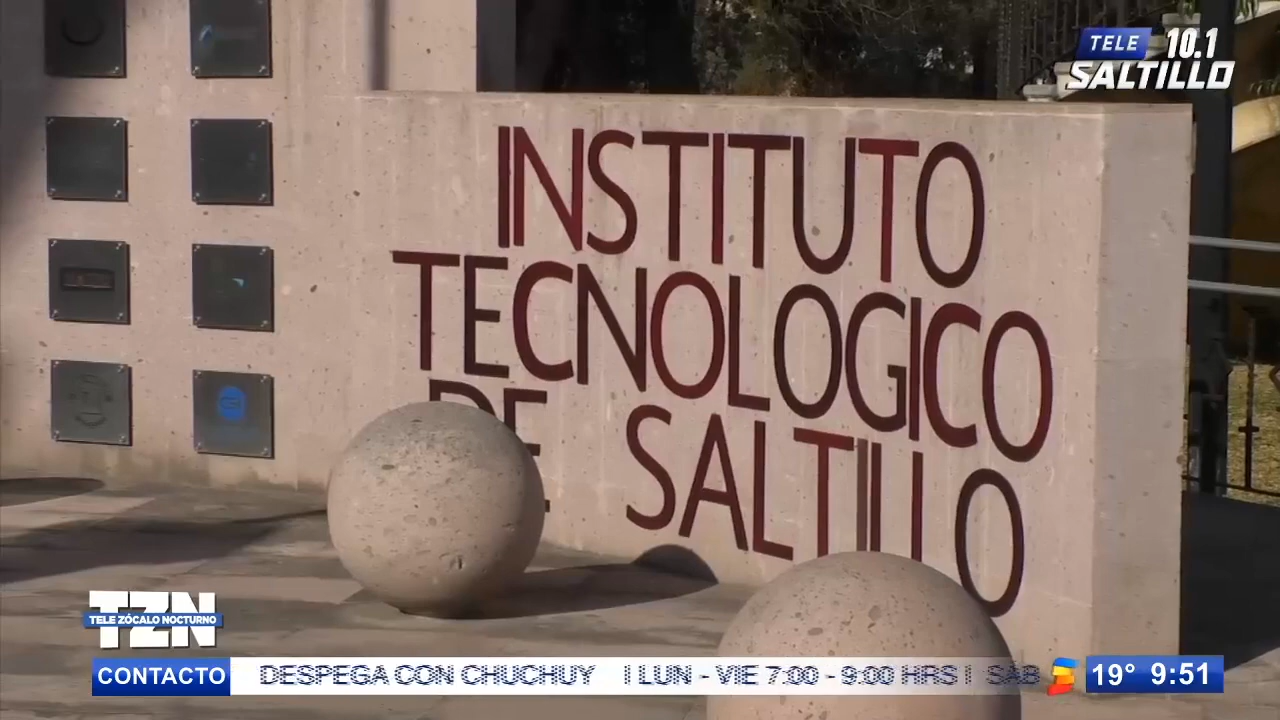 TELE 10.1
SALTILLO
INSTITUTO
TECNOLOGICO
DE SALTILLO
TZN
TELE ZÓCALO NOCTURNO
CONTACTO DESPEGA CON CHUCHUY | LUN - VIE 7:00 - 9:00 HRS | SÁB 19° 9:51